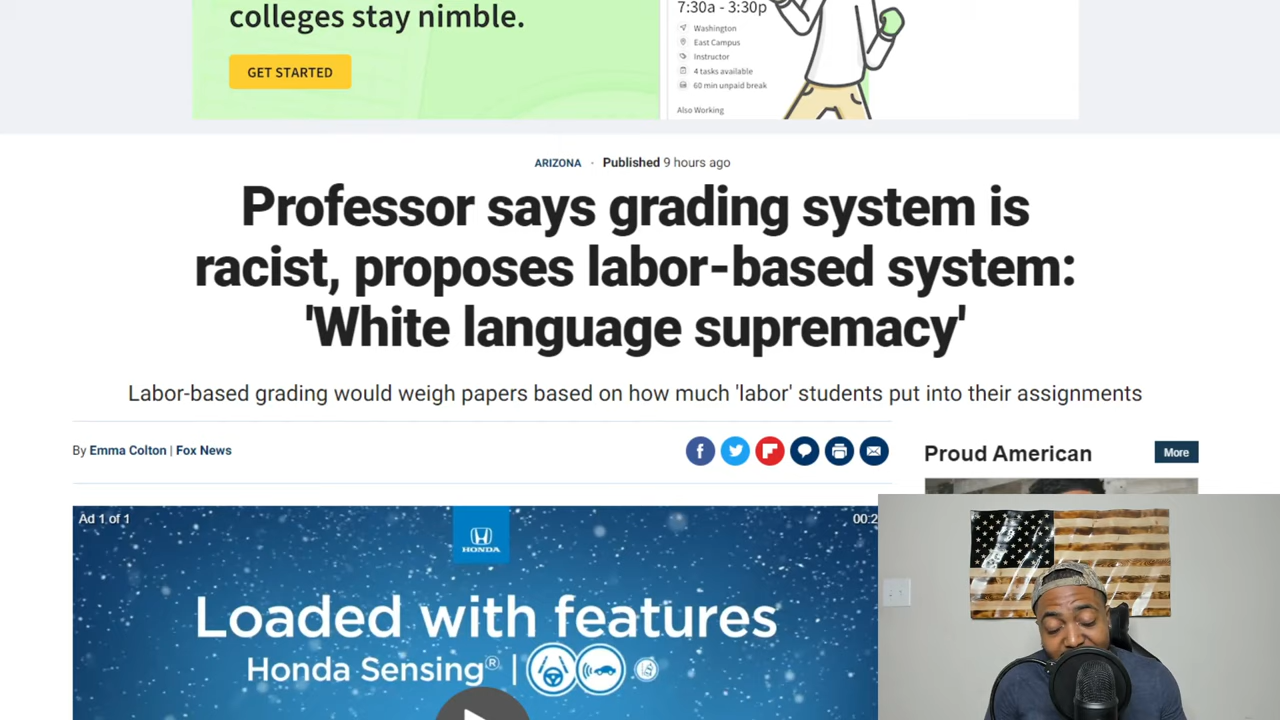 colleges stay nimble.
GET STARTED
7:30a - 3:30p
Washington
East Campus
Instructor
4 tasks available
60 min unpaid break
Also Working
ARIZONA · Published 9 hours ago
Professor says grading system is
racist, proposes labor-based system:
'White language supremacy'
Labor-based grading would weigh papers based on how much 'labor' students put into their assignments
By Emma Colton | Fox News
Proud American
More
Ad 1 of 1
00:2
HONDA
Loaded with features
Honda Sensing® |